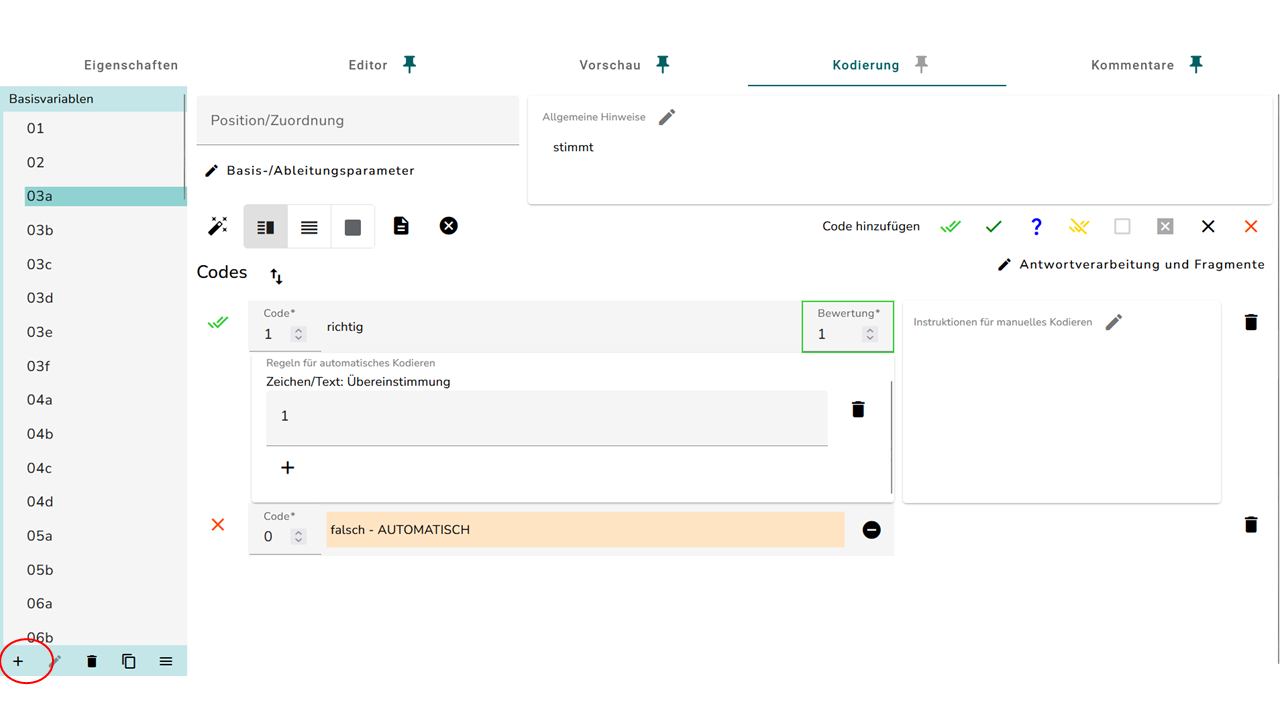 Eigenschaften
Editor
Vorschau
Kodierung
Kommentare
Basisvariablen
01
02
03a
03b
03c
03d
03e
03f
04a
04b
04c
04d
05a
05b
06a
06b
Position/Zuordnung
Basis-/Ableitungsparameter
Allgemeine Hinweise
stimmt
Code hinzufügen
?
Antwortverarbeitung und Fragmente
Codes
Code*
1
richtig
Bewertung*
1
Instruktionen für manuelles Kodieren
Regeln für automatisches Kodieren
Zeichen/Text: Übereinstimmung
1
Code*
0
falsch - AUTOMATISCH